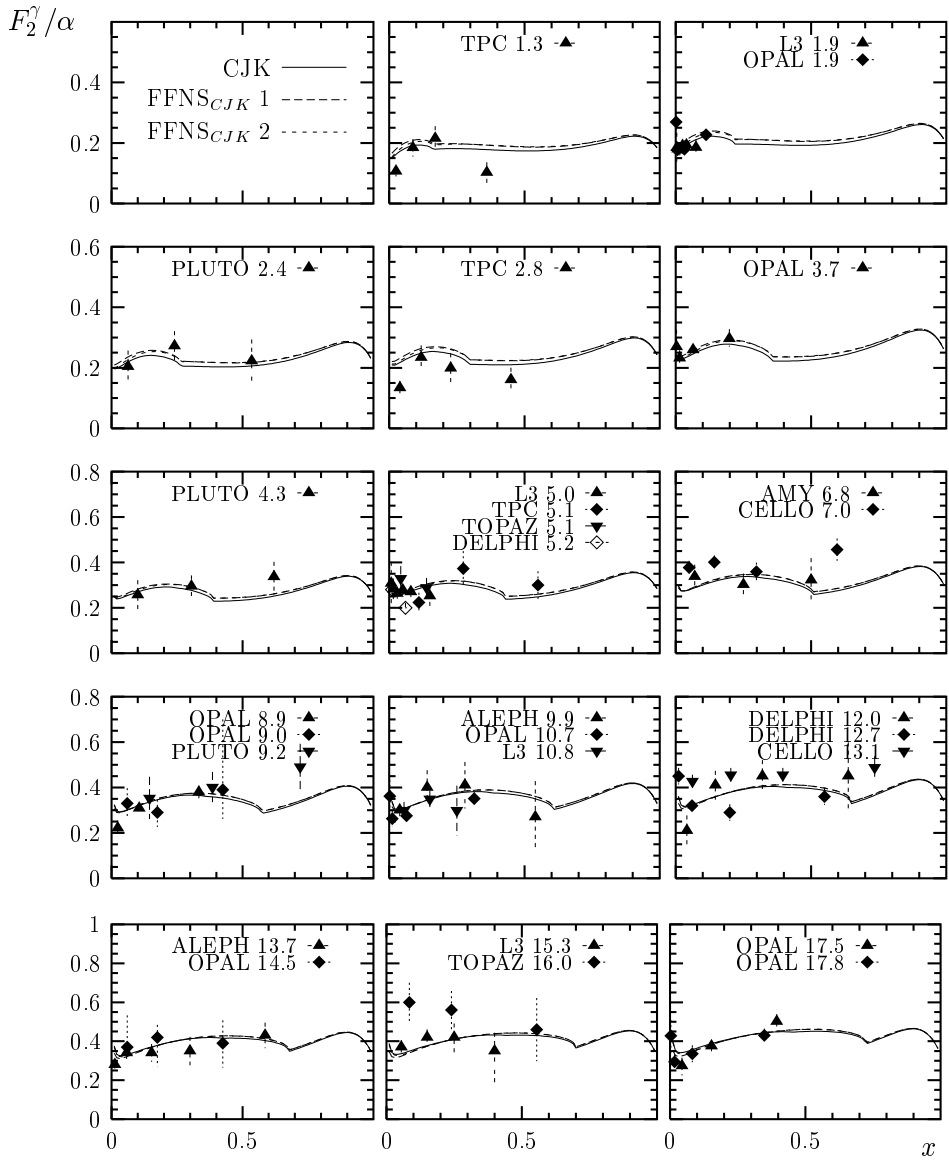 F₂^γ/α
TPC 1.3
L3 1.9
OPAL 1.9
CJK
FFNS_CJK 1
FFNS_CJK 2
0.4
0.2
0
PLUTO 2.4
TPC 2.8
OPAL 3.7
0.6
0.4
0.2
0
PLUTO 4.3
L3 5.0
TPC 5.1
TOPAZ 5.1
DELPHI 5.2
AMY 6.8
CELLO 7.0
0.8
0.6
0.4
0.2
0
OPAL 8.9
OPAL 9.0
PLUTO 9.2
ALEPH 9.9
OPAL 10.7
L3 10.8
DELPHI 12.0
DELPHI 12.7
CELLO 13.1
0.8
0.6
0.4
0.2
0
ALEPH 13.7
OPAL 14.5
L3 15.3
TOPAZ 16.0
OPAL 17.5
OPAL 17.8
1
0.8
0.6
0.4
0.2
0
0 0.5 0 0.5 0 0.5 x